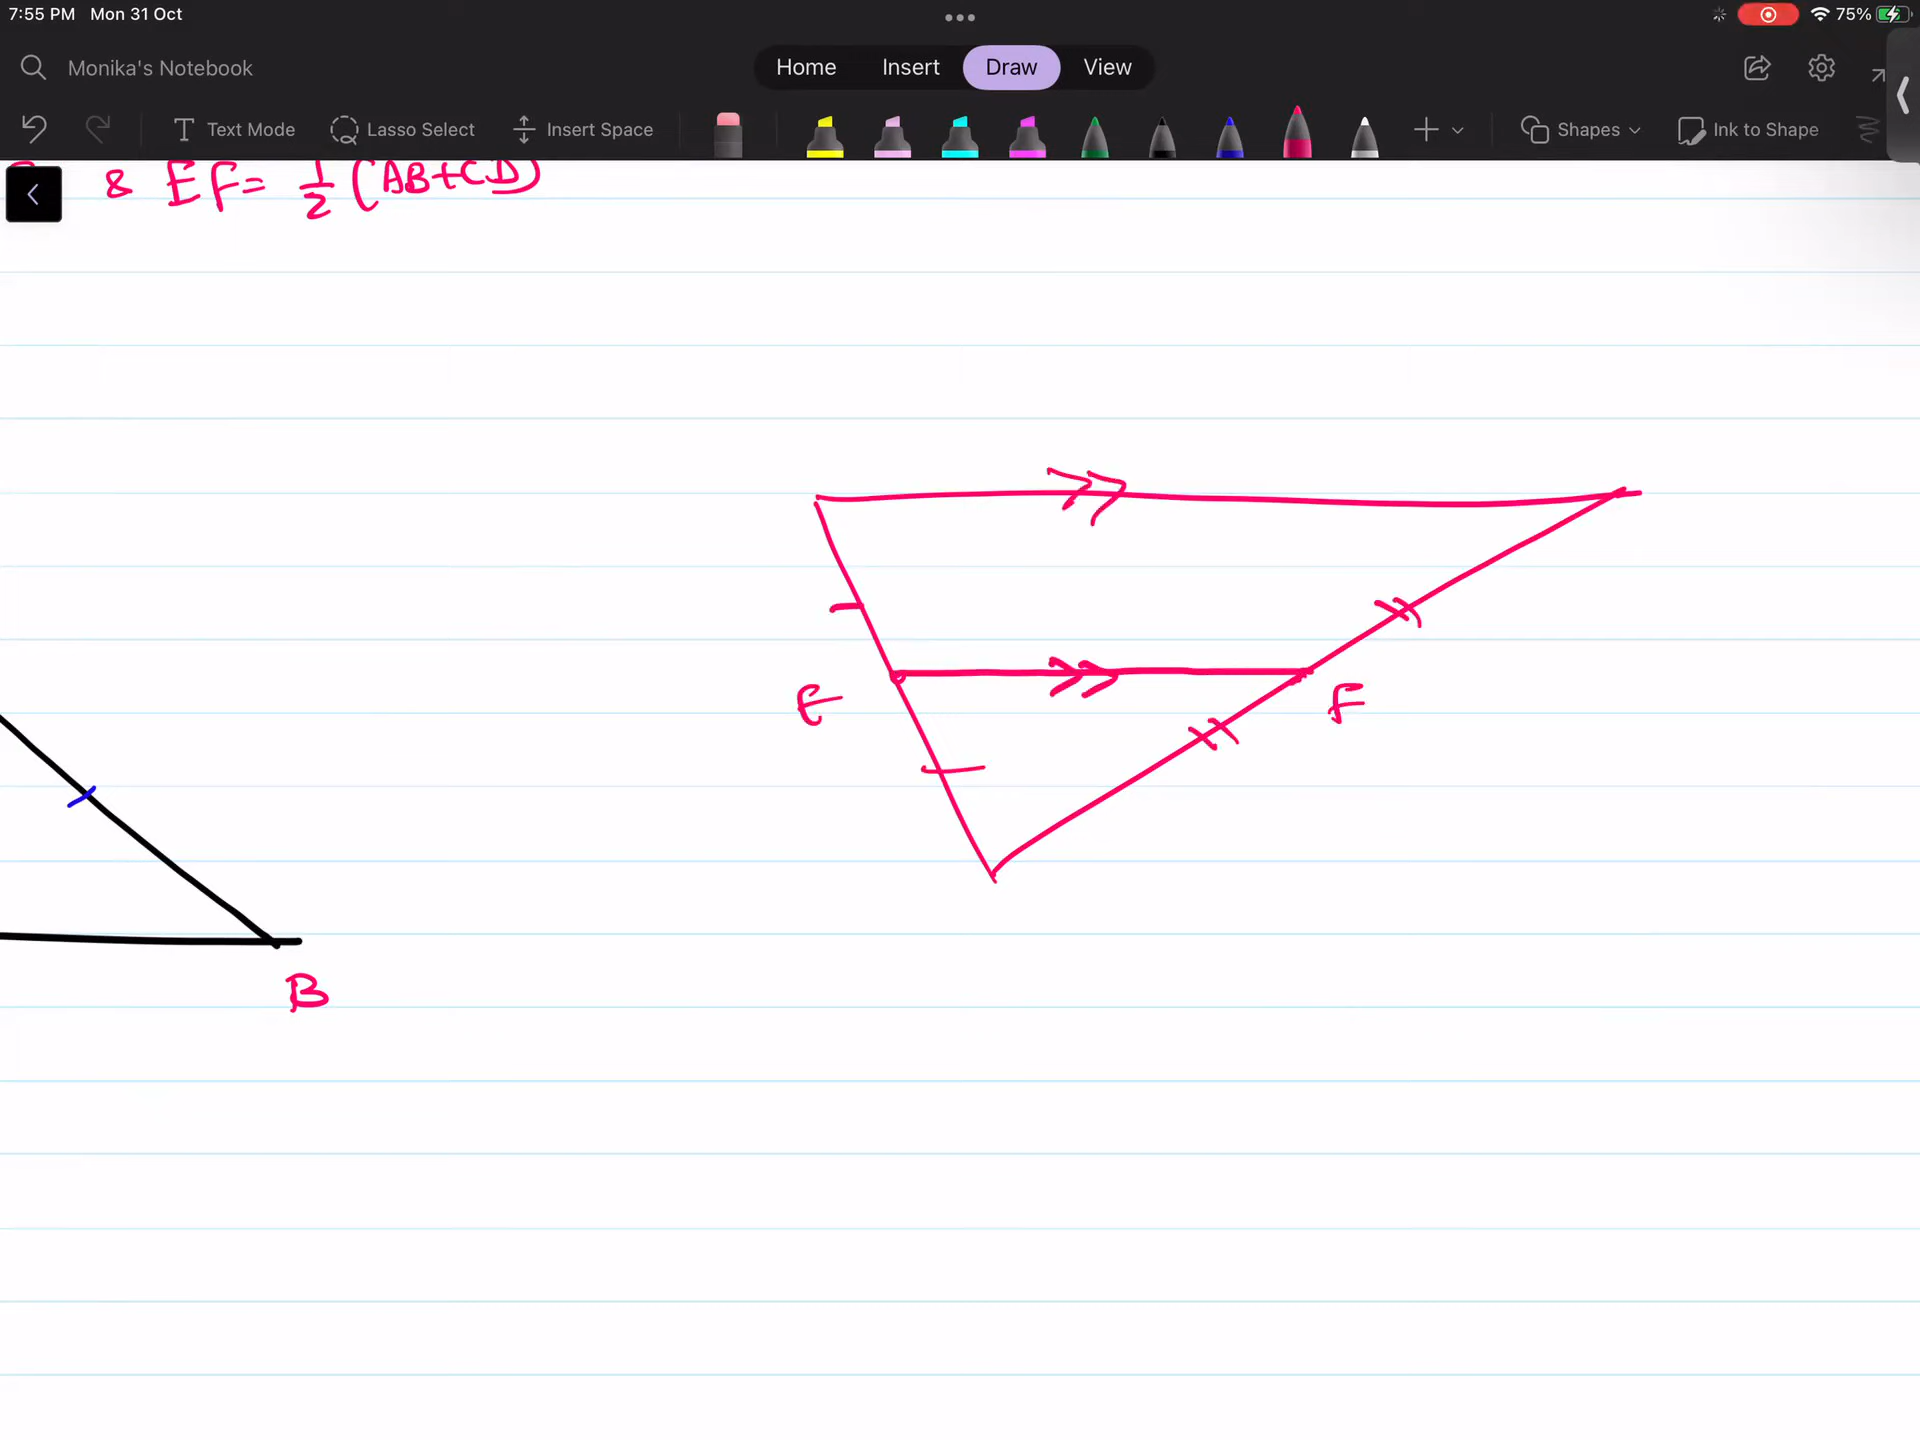 7:55 PM Mon 31 Oct
75%
Monika's Notebook
Home Insert Draw View
Text Mode Lasso Select Insert Space Shapes Ink to Shape
& EF = 1/2 (AB+CD)
E F
B